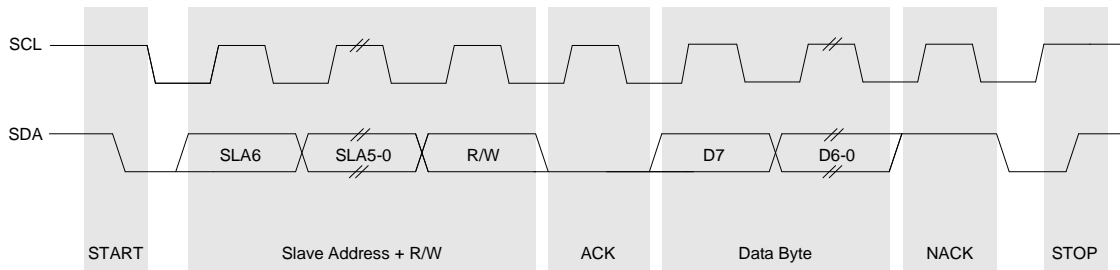 SCL
SDA
SLA6 SLA5-0 R/W D7 D6-0
START Slave Address + R/W ACK Data Byte NACK STOP